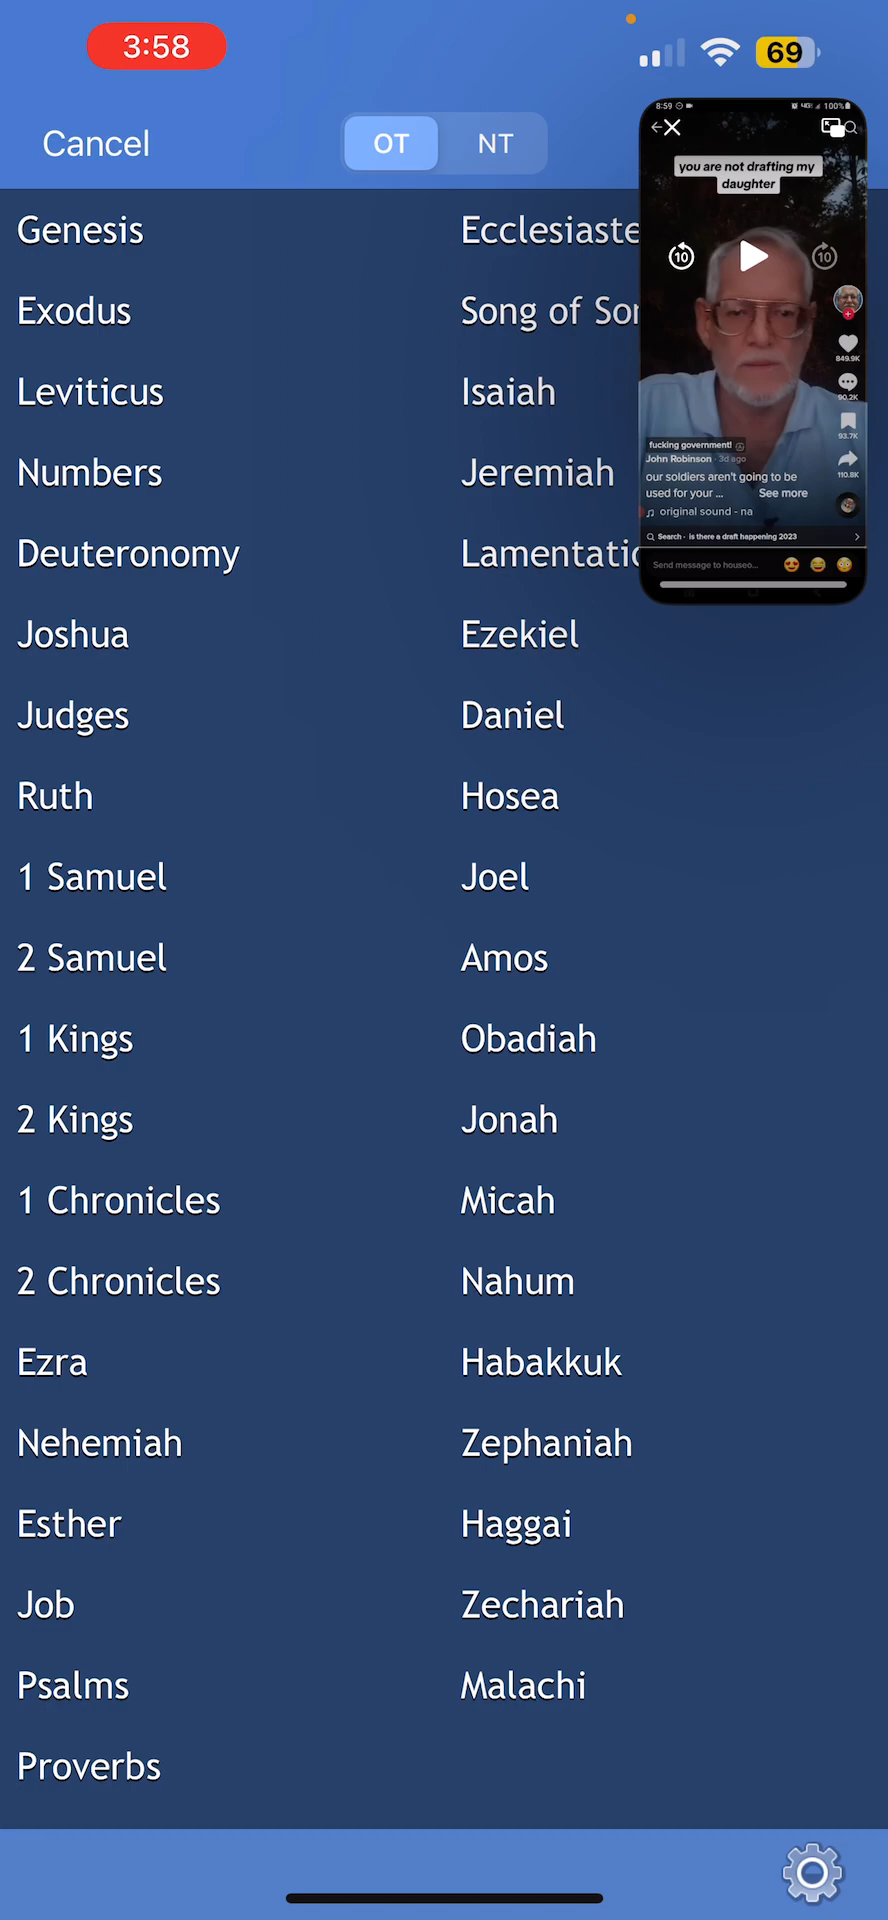 3:58
69
Cancel
OT
NT
Genesis
Exodus
Leviticus
Numbers
Deuteronomy
Joshua
Judges
Ruth
1 Samuel
2 Samuel
1 Kings
2 Kings
1 Chronicles
2 Chronicles
Ezra
Nehemiah
Esther
Job
Psalms
Proverbs
Ecclesiaste
Song of Son
Isaiah
Jeremiah
Lamentatio
Ezekiel
Daniel
Hosea
Joel
Amos
Obadiah
Jonah
Micah
Nahum
Habakkuk
Zephaniah
Haggai
Zechariah
Malachi
8:59
100%
you are not drafting my
daughter
10
10
849.9K
90.2K
93.7K
110.8K
fucking government!
John Robinson · 3d ago
our soldiers aren't going to be
used for your ... See more
original sound - na
Search · is there a draft happening 2023
Send message to houseo...